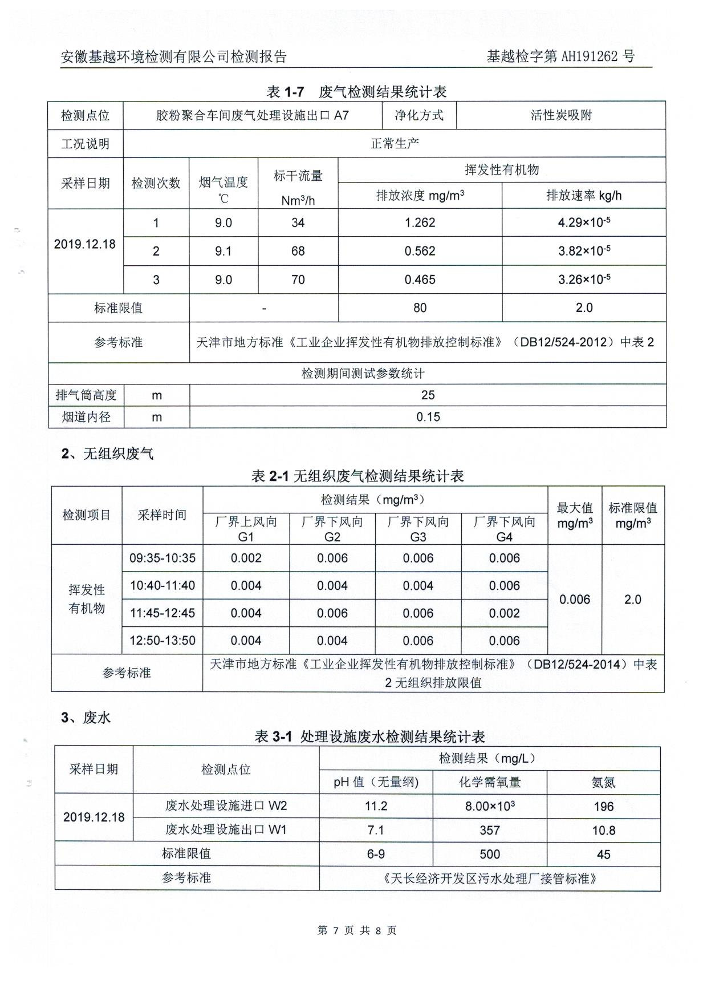 安徽基越环境检测有限公司检测报告 基越检字第 AH191262 号
表 1-7 废气检测结果统计表
检测点位 胶粉聚合车间废气处理设施出口 A7 净化方式 活性炭吸附
工况说明 正常生产
采样日期 检测次数 烟气温度 ℃ 标干流量 Nm³/h 挥发性有机物
排放浓度 mg/m³ 排放速率 kg/h
2019.12.18
1 9.0 34 1.262 4.29×10⁻⁵
2 9.1 68 0.562 3.82×10⁻⁵
3 9.0 70 0.465 3.26×10⁻⁵
标准限值 - 80 2.0
参考标准 天津市地方标准《工业企业挥发性有机物排放控制标准》（DB12/524-2012）中表 2
检测期间测试参数统计
排气筒高度 m 25
烟道内径 m 0.15
2、无组织废气
表 2-1 无组织废气检测结果统计表
检测项目 采样时间 检测结果（mg/m³） 最大值 mg/m³ 标准限值 mg/m³
厂界上风向 G1 厂界下风向 G2 厂界下风向 G3 厂界下风向 G4
挥发性有机物
09:35-10:35 0.002 0.006 0.006 0.006
10:40-11:40 0.004 0.004 0.004 0.006
0.006 2.0
11:45-12:45 0.004 0.006 0.006 0.002
12:50-13:50 0.004 0.004 0.006 0.006
参考标准 天津市地方标准《工业企业挥发性有机物排放控制标准》（DB12/524-2014）中表
2 无组织排放限值
3、废水
表 3-1 处理设施废水检测结果统计表
采样日期 检测点位 检测结果（mg/L）
pH 值（无量纲) 化学需氧量 氨氮
2019.12.18
废水处理设施进口 W2 11.2 8.00×10³ 196
废水处理设施出口 W1 7.1 357 10.8
标准限值 6-9 500 45
参考标准 《天长经济开发区污水处理厂接管标准》
第 7 页 共 8 页